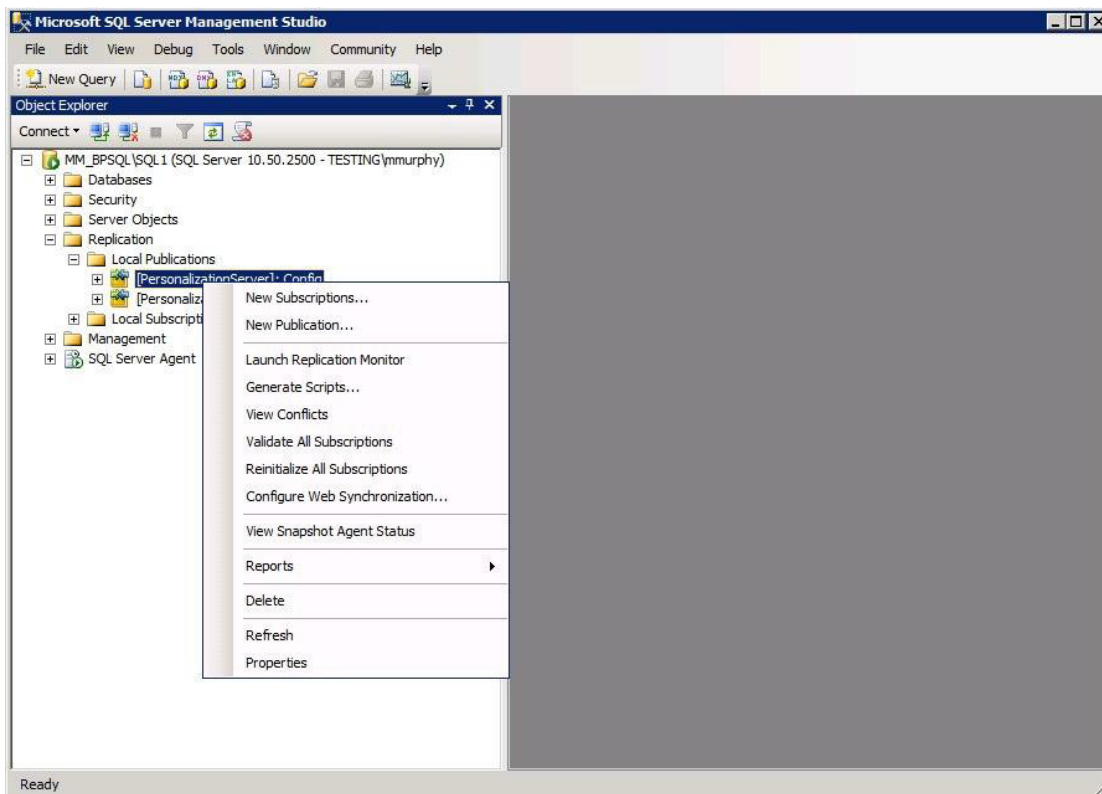 Microsoft SQL Server Management Studio
File Edit View Debug Tools Window Community Help
New Query
Object Explorer
Connect
MM_BPSQL\SQL1 (SQL Server 10.50.2500 - TESTING\mmurphy)
Databases
Security
Server Objects
Replication
Local Publications
[PersonalizationServer]: Config
[Personaliz
Local Subscripti
Management
SQL Server Agent
New Subscriptions...
New Publication...
Launch Replication Monitor
Generate Scripts...
View Conflicts
Validate All Subscriptions
Reinitialize All Subscriptions
Configure Web Synchronization...
View Snapshot Agent Status
Reports
Delete
Refresh
Properties
Ready